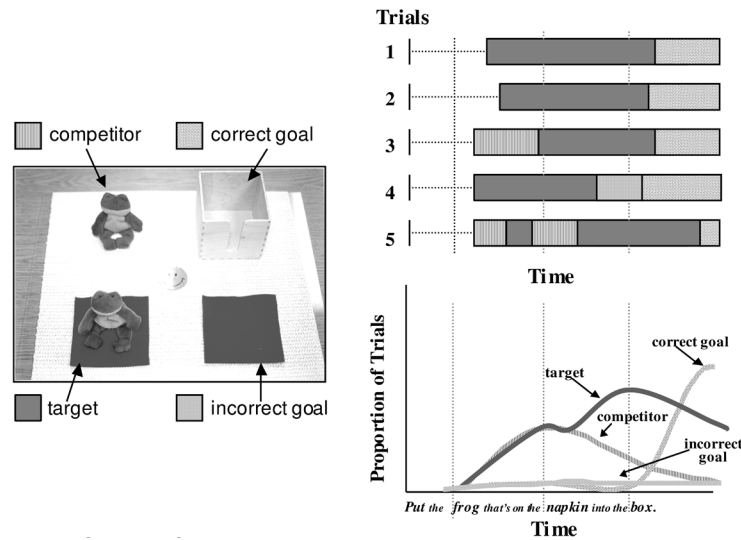 Trials
1
2
3
4
5
Time
competitor
correct goal
target
incorrect goal
Proportion of Trials
correct goal
target
competitor
incorrect
goal
Put the frog that's on the napkin into the box.
Time